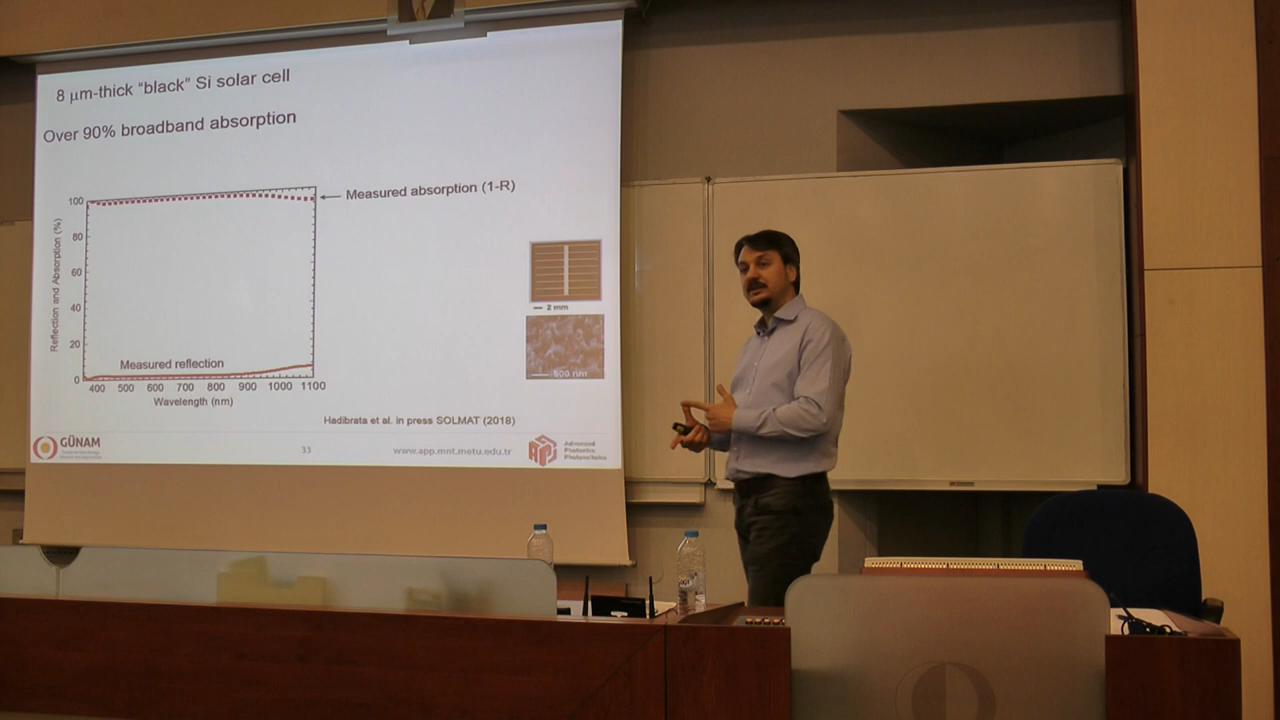 8 μm-thick “black” Si solar cell
Over 90% broadband absorption
Measured absorption (1-R)
100
80
60
40
20
0
Reflection and Absorption (%)
Measured reflection
400 500 600 700 800 900 1000 1100
Wavelength (nm)
2 mm
500 nm
Hadibrata et al. in press SOLMAT (2018)
GÜNAM
33
www.app.mnt.metu.edu.tr
Advanced
Photonics
Photovoltaics